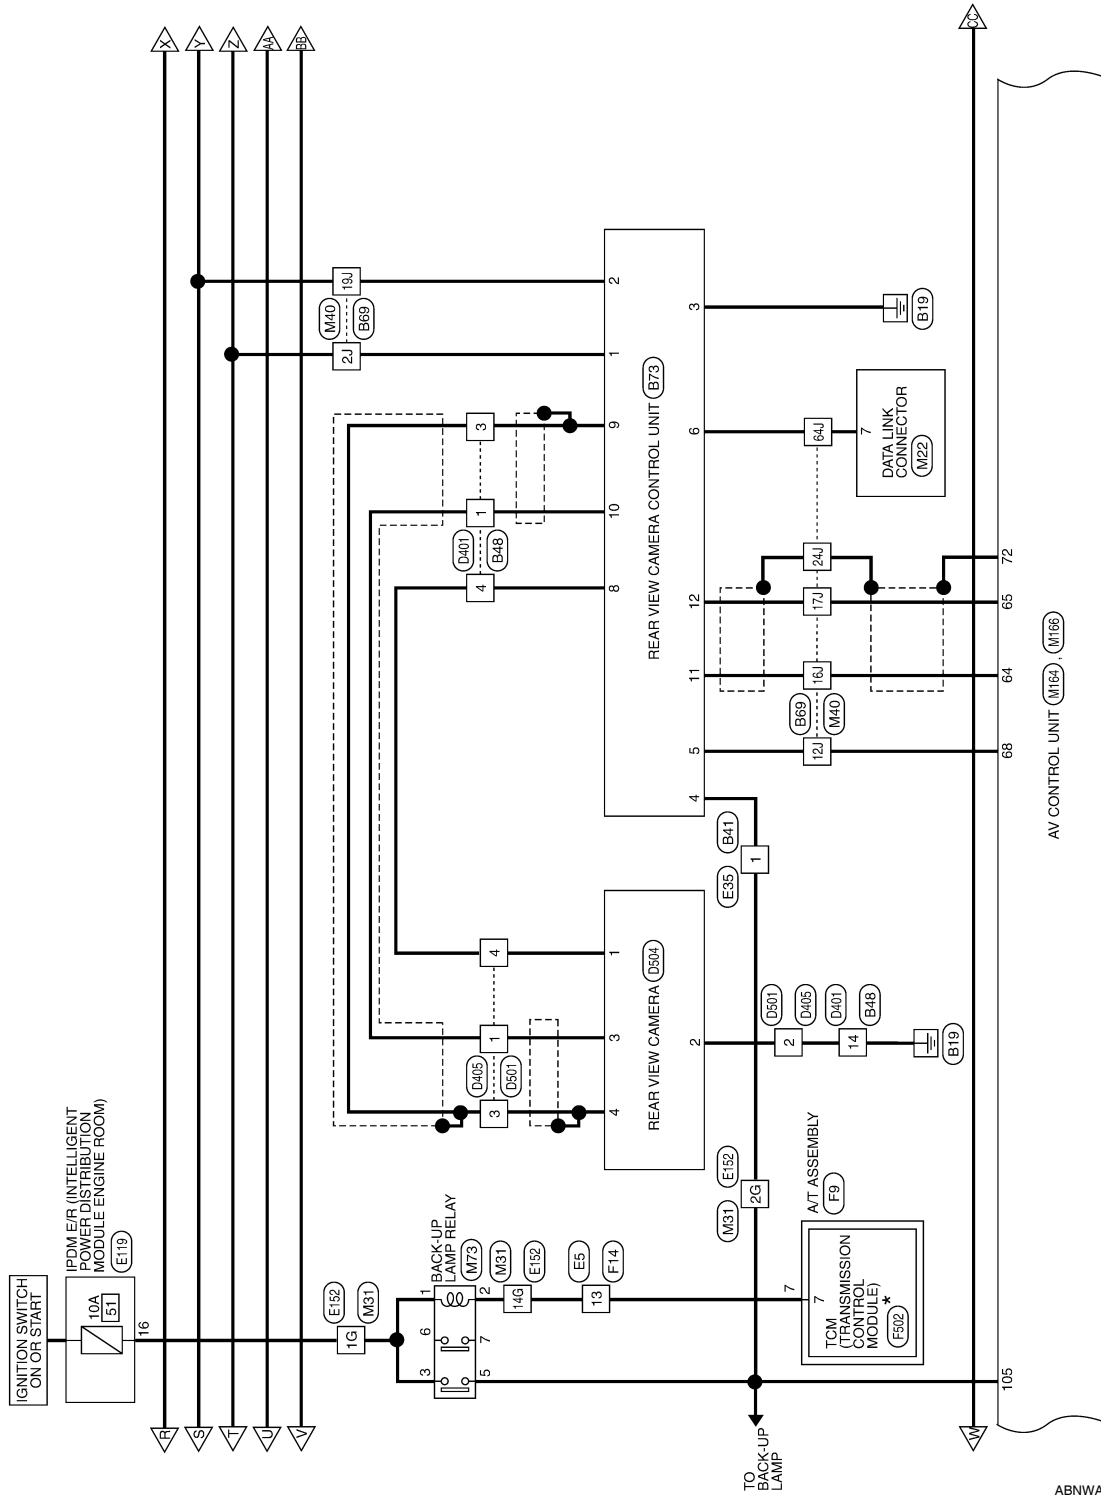 IGNITION SWITCH
ON OR START
IPDM E/R (INTELLIGENT
POWER DISTRIBUTION
MODULE ENGINE ROOM)
E119
10A
51
16
R
S
T
U
V
X
Y
Z
AA
BB
E152
M31
1G
BACK-UP
LAMP RELAY
M73
3
6
1
5
7
2
M31
E152
14G
E5
F14
13
A/T ASSEMBLY
F9
7
7
TCM
(TRANSMISSION
CONTROL
MODULE)
*
F502
TO
BACK-UP
LAMP
M31
E152
2G
E35
B41
1
D405
D501
3
1
4
4
3
1
REAR VIEW CAMERA
D504
2
D501
D405
2
D401
B48
14
B19
D401
B48
4
1
3
8
10
9
M40
B69
2J
19J
1
2
REAR VIEW CAMERA CONTROL UNIT
B73
4
5
11
12
6
3
B69
M40
12J
16J
17J
24J
64J
7
DATA LINK
CONNECTOR
M22
B19
W
CC
105
68
64
65
72
AV CONTROL UNIT
M164
,
M166
ABNWA